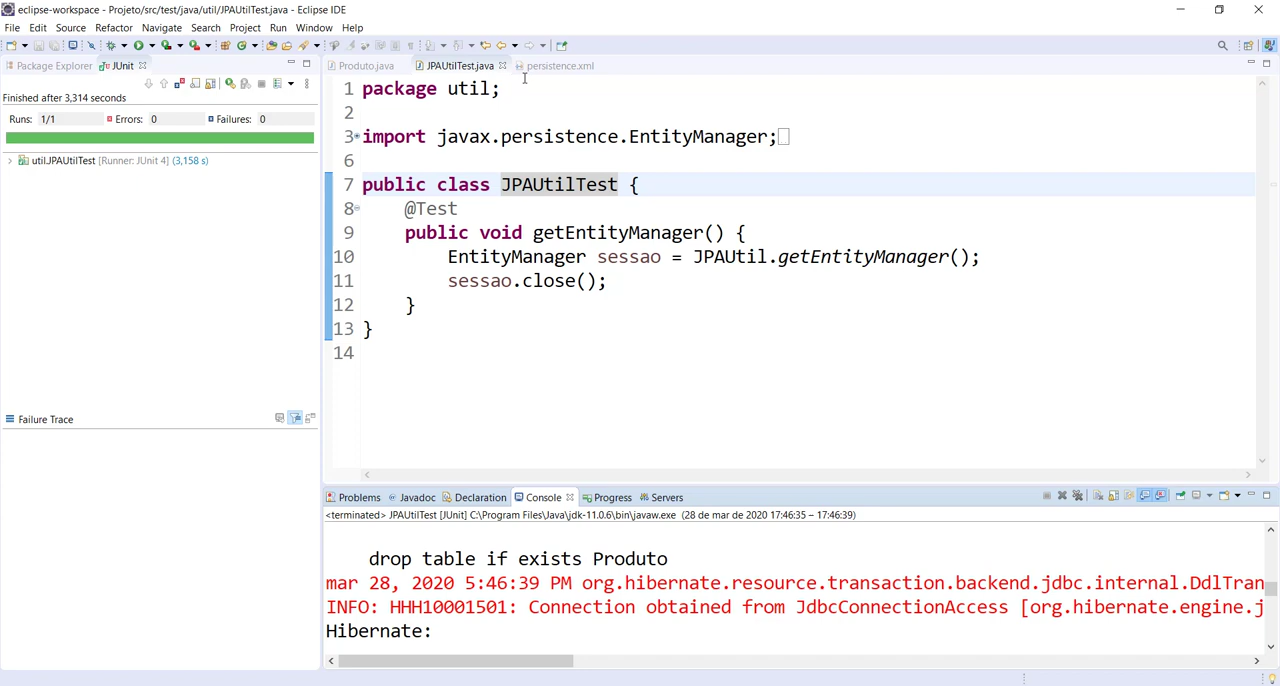 eclipse-workspace - Projeto/src/test/java/util/JPAUtilTest.java - Eclipse IDE
File Edit Source Refactor Navigate Search Project Run Window Help
Package Explorer JUnit
Finished after 3,314 seconds
Runs: 1/1 Errors: 0 Failures: 0
util.JPAUtilTest [Runner: JUnit 4] (3,158 s)
Failure Trace
Produto.java JPAUtilTest.java persistence.xml
1 package util;
2
3 import javax.persistence.EntityManager;
6
7 public class JPAUtilTest {
8 @Test
9 public void getEntityManager() {
10 EntityManager sessao = JPAUtil.getEntityManager();
11 sessao.close();
12 }
13 }
14
Problems Javadoc Declaration Console Progress Servers
<terminated> JPAUtilTest [JUnit] C:\Program Files\Java\jdk-11.0.6\bin\javaw.exe (28 de mar de 2020 17:46:35 – 17:46:39)
drop table if exists Produto
mar 28, 2020 5:46:39 PM org.hibernate.resource.transaction.backend.jdbc.internal.DdlTran
INFO: HHH10001501: Connection obtained from JdbcConnectionAccess [org.hibernate.engine.j
Hibernate: